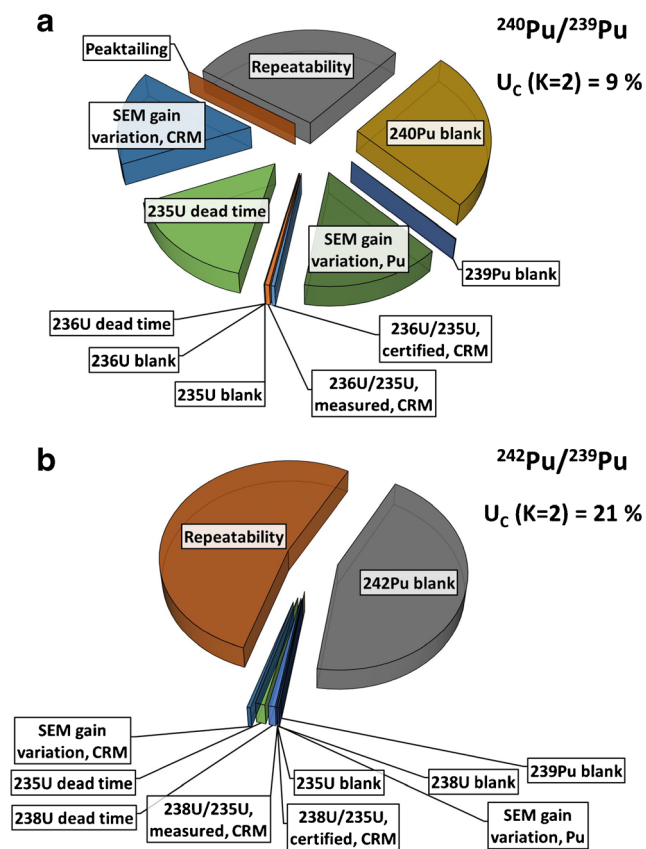 a
²⁴⁰Pu/²³⁹Pu
U_C (K=2) = 9 %
Peaktailing
Repeatability
SEM gain
variation, CRM
240Pu blank
235U dead time
SEM gain
variation, Pu
239Pu blank
236U dead time
236U blank
235U blank
236U/235U,
certified, CRM
236U/235U,
measured, CRM
b
²⁴²Pu/²³⁹Pu
U_C (K=2) = 21 %
Repeatability
242Pu blank
SEM gain
variation, CRM
235U dead time
238U dead time
238U/235U,
measured, CRM
235U blank
238U/235U,
certified, CRM
238U blank
239Pu blank
SEM gain
variation, Pu